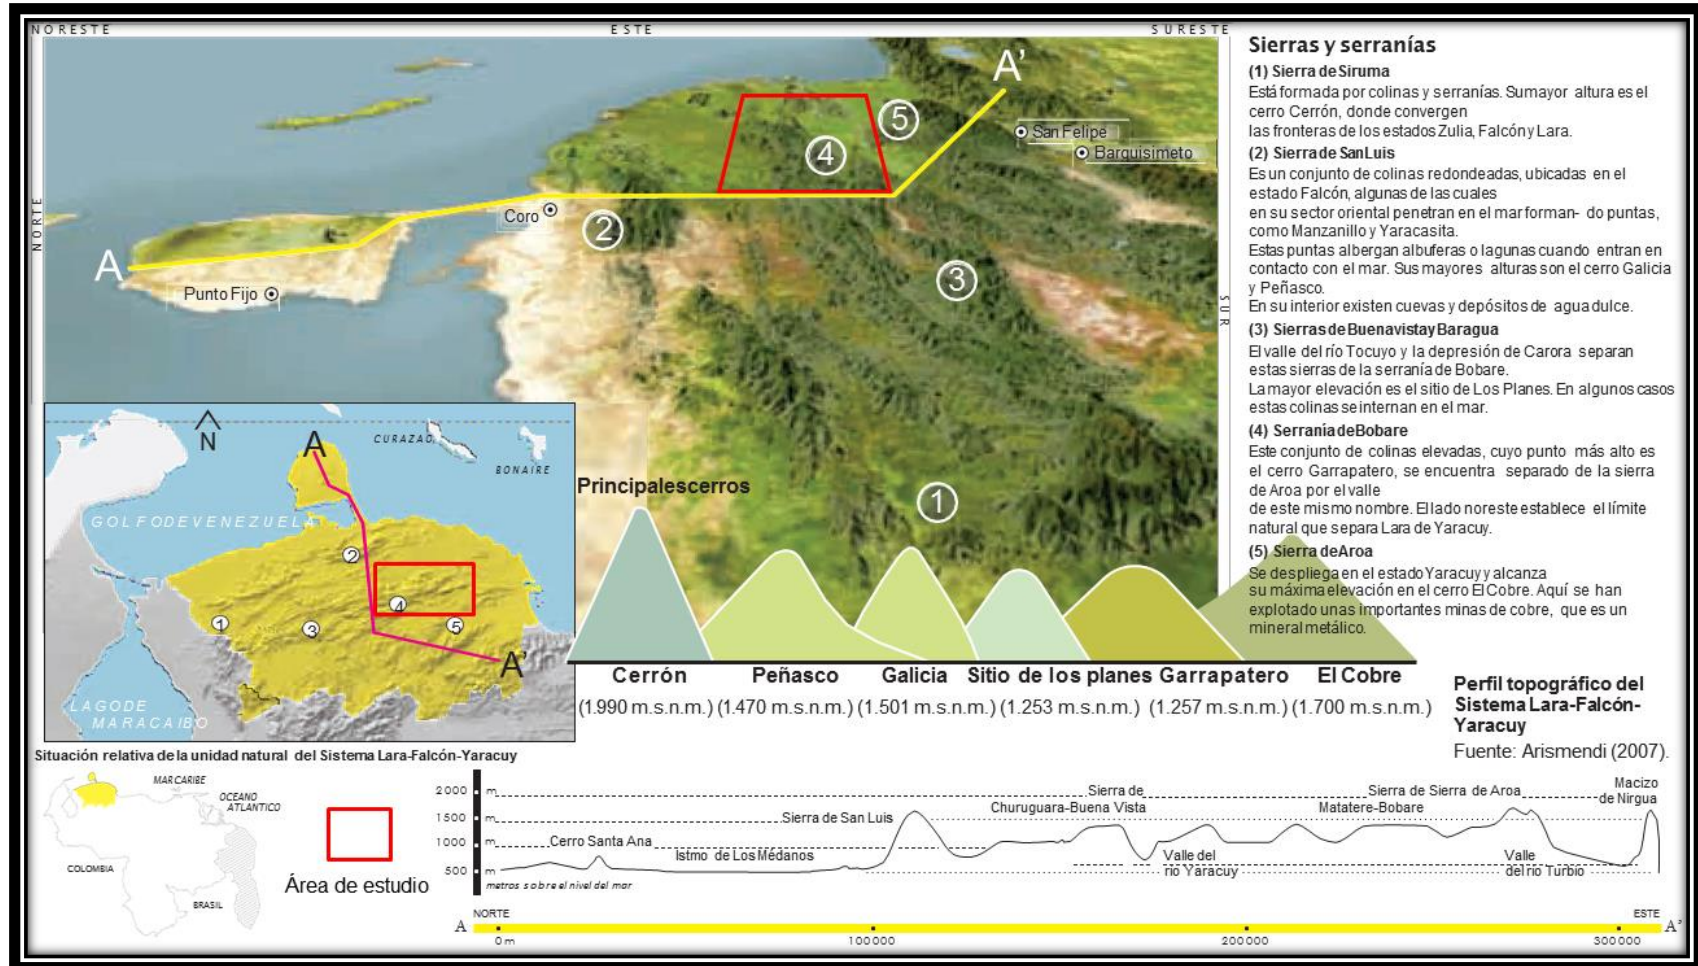 NORESTE
ESTE
SURESTE
NORTE
SUR
A
A'
5
4
2
3
1
San Felipe
Barquisimeto
Coro
Punto Fijo
Sierras y serranías
(1) Sierra de Siruma
Está formada por colinas y serranías. Sumayor altura es el
cerro Cerrón, donde convergen
las fronteras de los estados Zulia, Falcón y Lara.
(2) Sierra de San Luis
Es un conjunto de colinas redondeadas, ubicadas en el
estado Falcón, algunas de las cuales
en su sector oriental penetran en el mar forman- do puntas,
como Manzanillo y Yaracasita.
Estas puntas albergan albuferas o lagunas cuando entran en
contacto con el mar. Sus mayores alturas son el cerro Galicia
y Peñasco.
En su interior existen cuevas y depósitos de agua dulce.
(3) Sierras de Buenavista y Baragua
El valle del río Tocuyo y la depresión de Carora separan
estas sierras de la serranía de Bobare.
La mayor elevación es el sitio de Los Planes. En algunos casos
estas colinas se internan en el mar.
(4) Serranía de Bobare
Este conjunto de colinas elevadas, cuyo punto más alto es
el cerro Garrapatero, se encuentra separado de la sierra
de Aroa por el valle
de este mismo nombre. El lado noreste establece el límite
natural que separa Lara de Yaracuy.
(5) Sierra de Aroa
Se despliega en el estado Yaracuy y alcanza
su máxima elevación en el cerro El Cobre. Aquí se han
explotado unas importantes minas de cobre, que es un
mineral metálico.
N
A
CURAZAO
BONAIRE
GOLFO DE VENEZUELA
2
4
1
3
5
A'
LAGO DE
MARACAIBO
Principales cerros
Cerrón
Peñasco
Galicia
Sitio de los planes
Garrapatero
El Cobre
(1.990 m.s.n.m.)
(1.470 m.s.n.m.)
(1.501 m.s.n.m.)
(1.253 m.s.n.m.)
(1.257 m.s.n.m.)
(1.700 m.s.n.m.)
Perfil topográfico del
Sistema Lara-Falcón-
Yaracuy
Fuente: Arismendi (2007).
Situación relativa de la unidad natural del Sistema Lara-Falcón-Yaracuy
MAR CARIBE
OCEANO
ATLANTICO
COLOMBIA
BRASIL
Área de estudio
2000 m
1500 m
1000 m
500 m
metros sobre el nivel del mar
Cerro Santa Ana
Istmo de Los Médanos
Sierra de San Luis
Sierra de
Churuguara-Buena Vista
Valle del
río Yaracuy
Sierra de Sierra de Aroa
Matatere-Bobare
Valle
del río Turbio
Macizo
de Nirgua
NORTE
ESTE
A
A'
0 m
100000
200000
300000